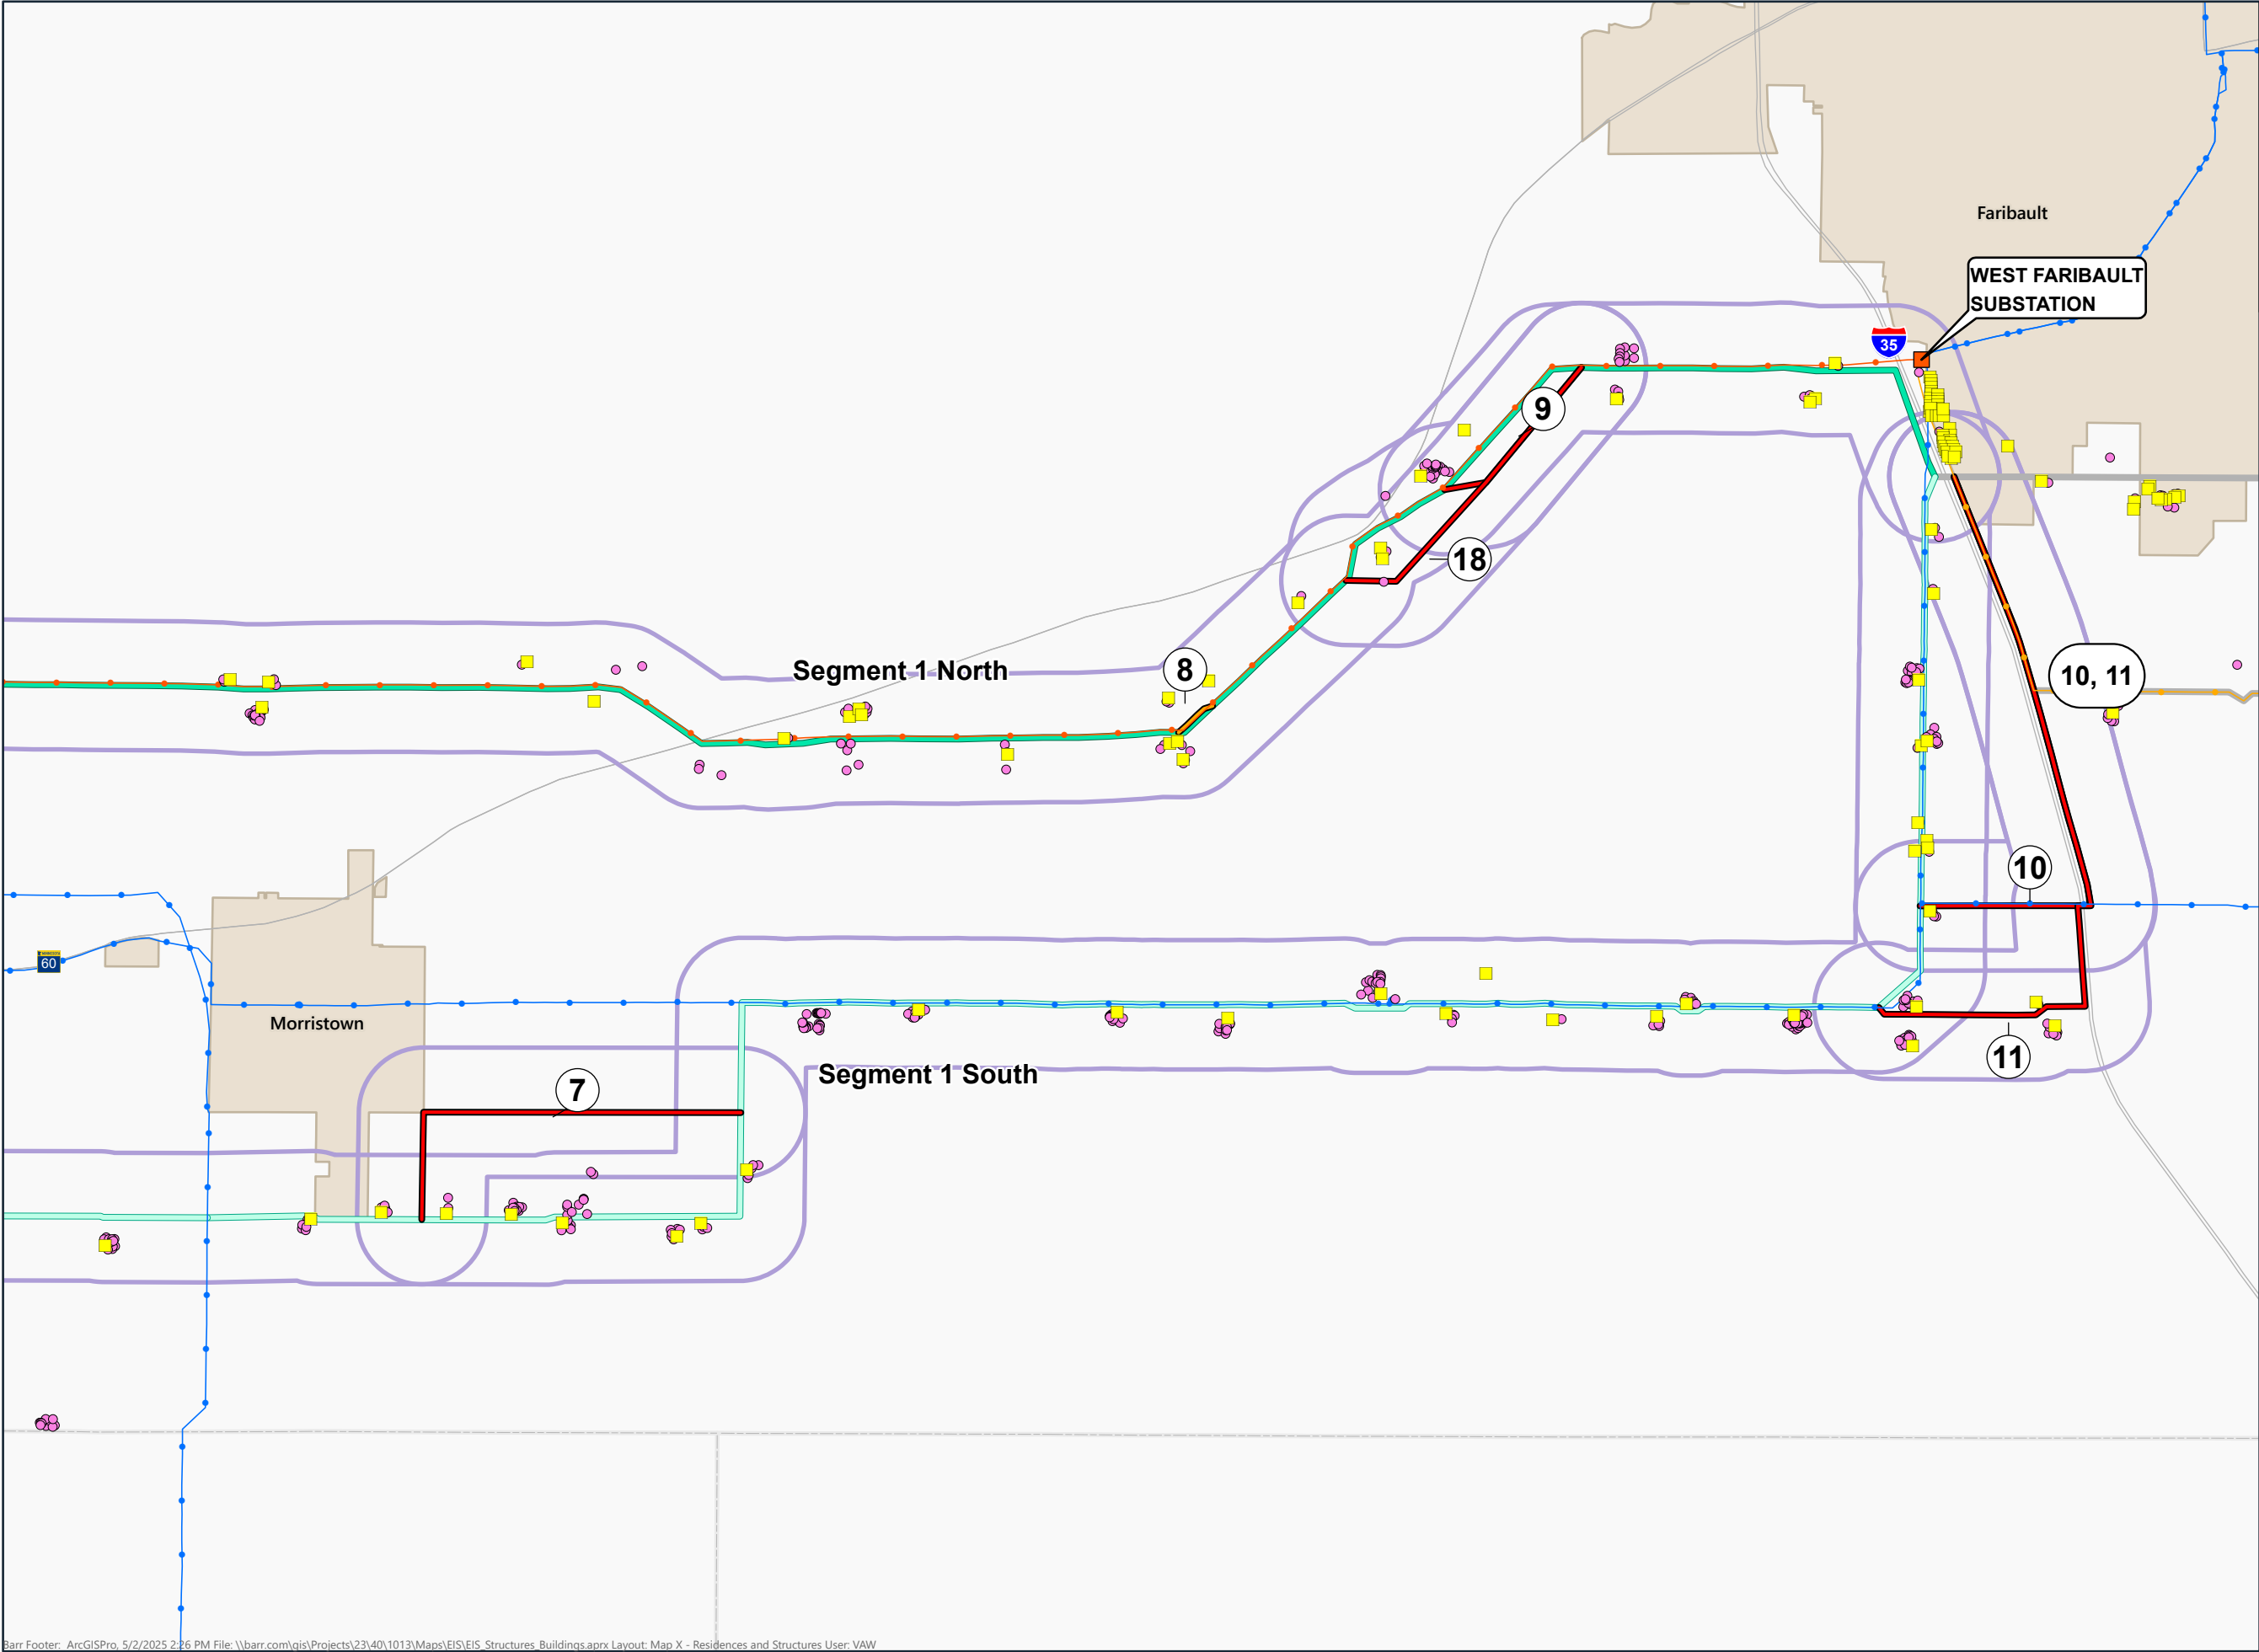 Faribault
WEST FARIBAULT
SUBSTATION
35
9
18
Segment 1 North
8
10, 11
10
60
Morristown
11
Segment 1 South
7
Barr Footer: ArcGISPro, 5/2/2025 2:26 PM File: \\barr.com\gis\Projects\23\40\1013\Maps\EIS\EIS_Structures_Buildings.aprx Layout: Map X - Residences and Structures User: VAW